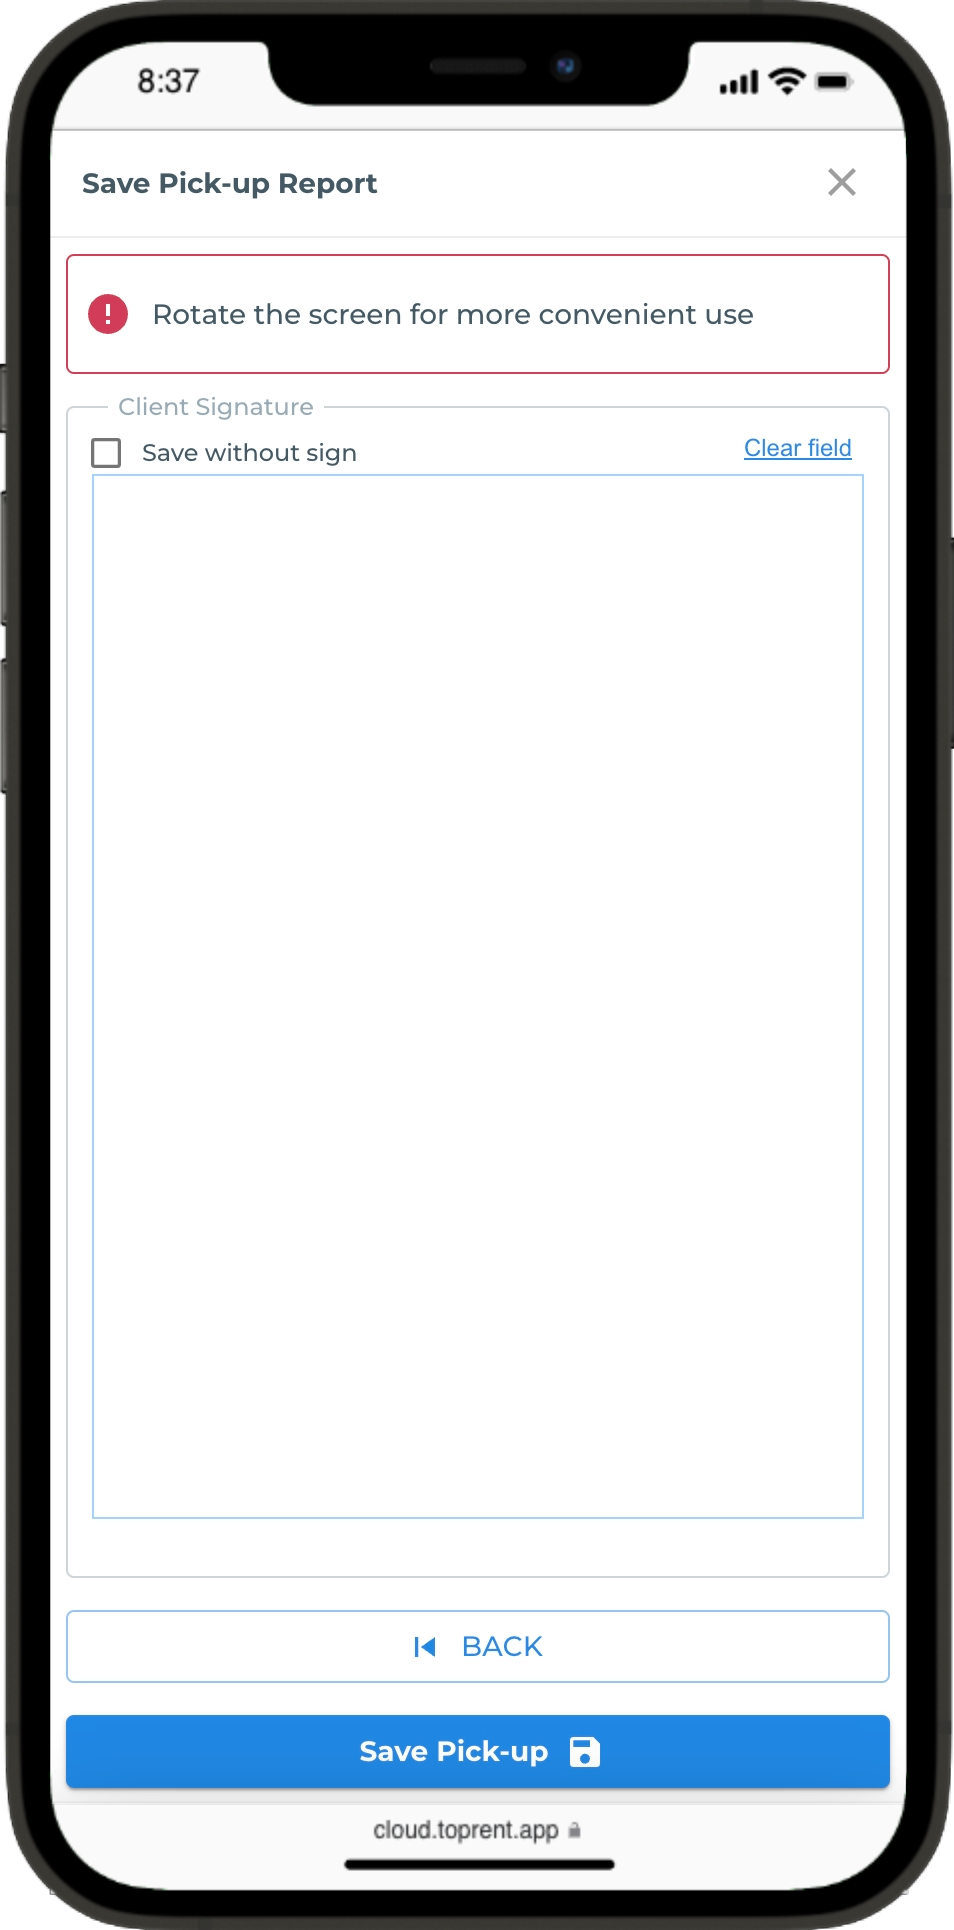 8:37
Save Pick-up Report
Rotate the screen for more convenient use
Client Signature
Save without sign
Clear field
BACK
Save Pick-up
cloud.toprent.app